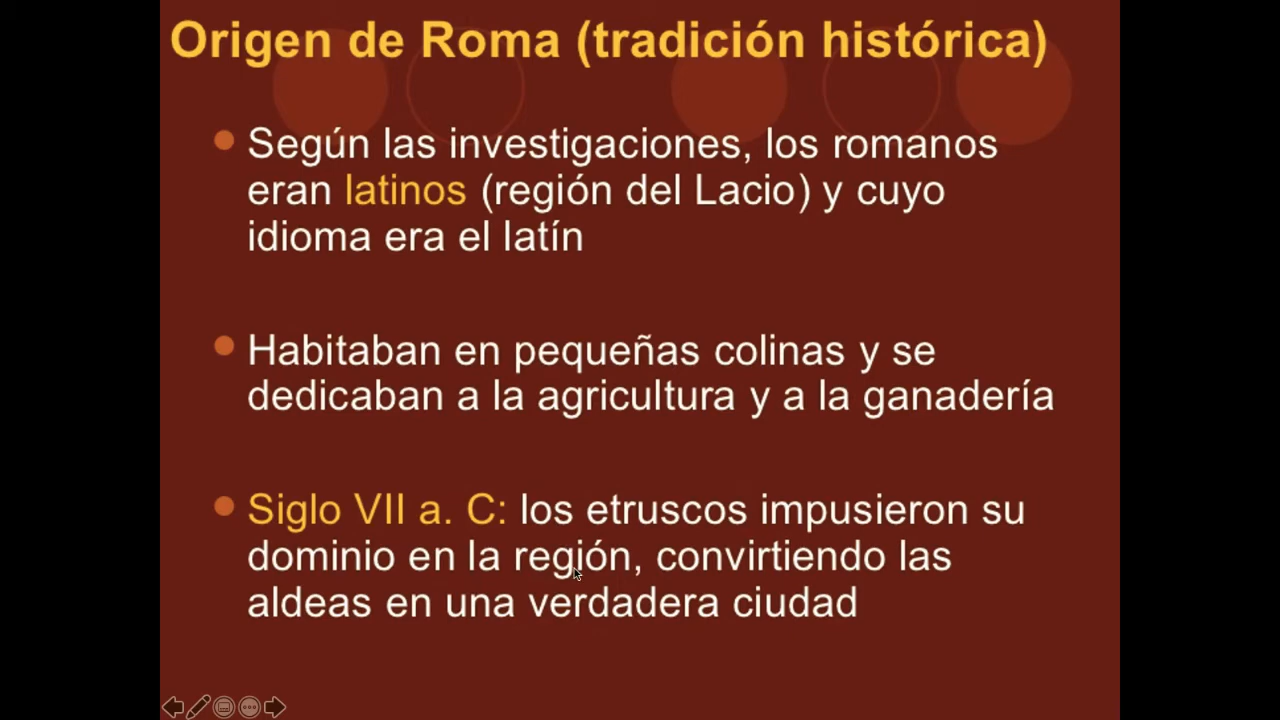 Origen de Roma (tradición histórica)
Según las investigaciones, los romanos
eran latinos (región del Lacio) y cuyo
idioma era el latín
Habitaban en pequeñas colinas y se
dedicaban a la agricultura y a la ganadería
Siglo VII a. C: los etruscos impusieron su
dominio en la región, convirtiendo las
aldeas en una verdadera ciudad